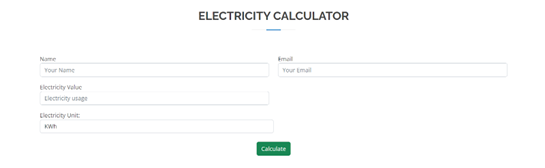 ELECTRICITY CALCULATOR
Name
Email
Your Name
Your Email
Electricity Value
Electricity usage
Electricity Unit:
KWh
Calculate